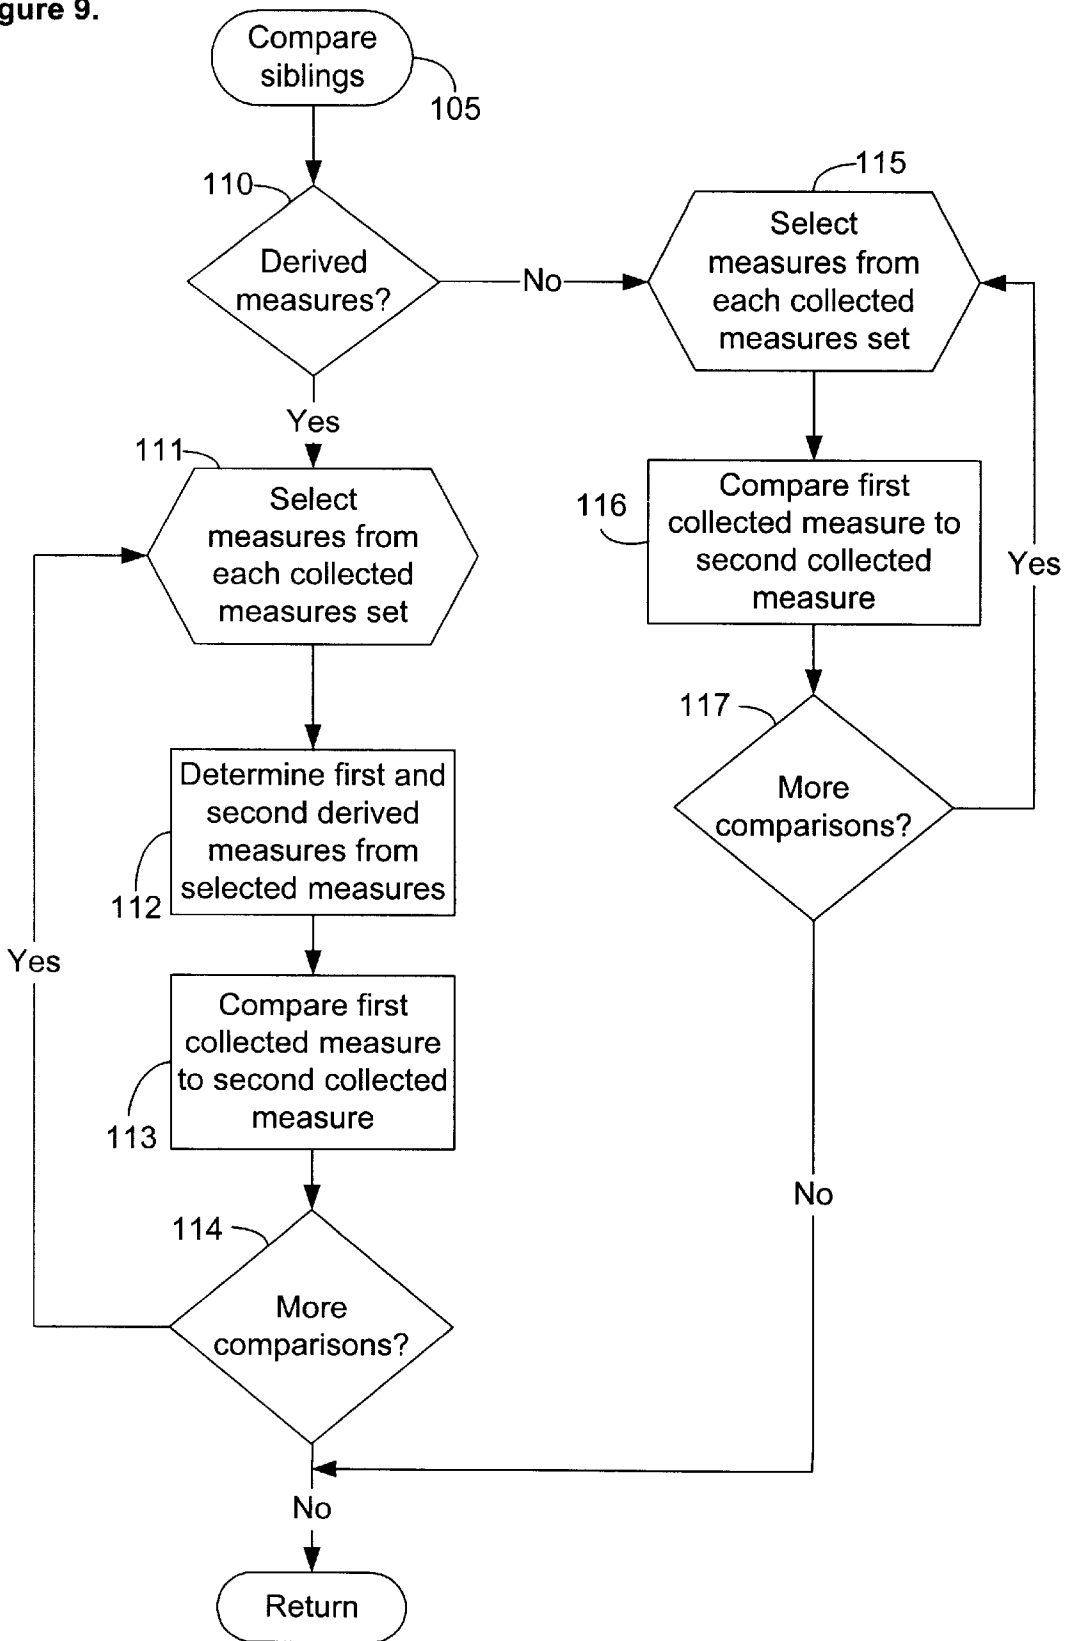 gure 9.
Compare
siblings
105
110
Derived
measures?
No
115
Select
measures from
each collected
measures set
Yes
111
Select
measures from
each collected
measures set
116
Compare first
collected measure to
second collected
measure
Yes
117
More
comparisons?
Determine first and
second derived
measures from
selected measures
112
Yes
Compare first
collected measure
to second collected
measure
113
No
114
More
comparisons?
No
Return